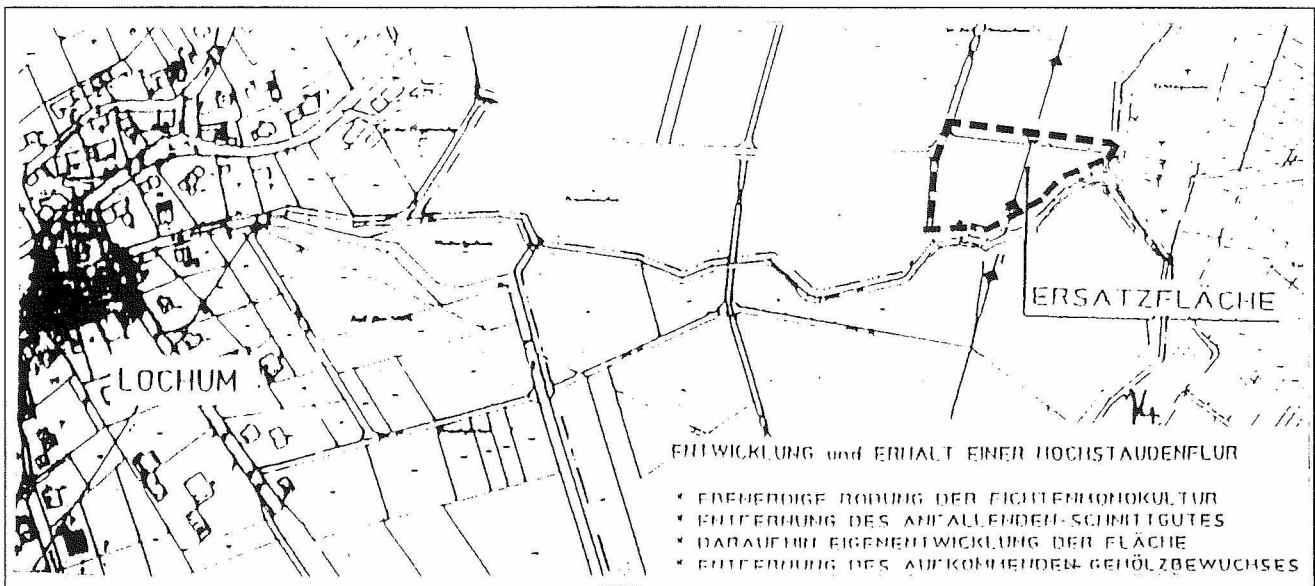 ERSATZFLÄCHE
LOCHUM
ENTWICKLUNG und ERHALT EINER HOCHSTAUDENFLUR
* EBENERDIGE RODUNG DER FICHTENMONOKULTUR
* ENTFERNUNG DES ANFALLENDEN SCHNITTGUTES
* DARAUFHIN EIGENENTWICKLUNG DER FLÄCHE
* ENTFERNUNG DES AUFKOMMENDEN GEHÖLZBEWUCHSES